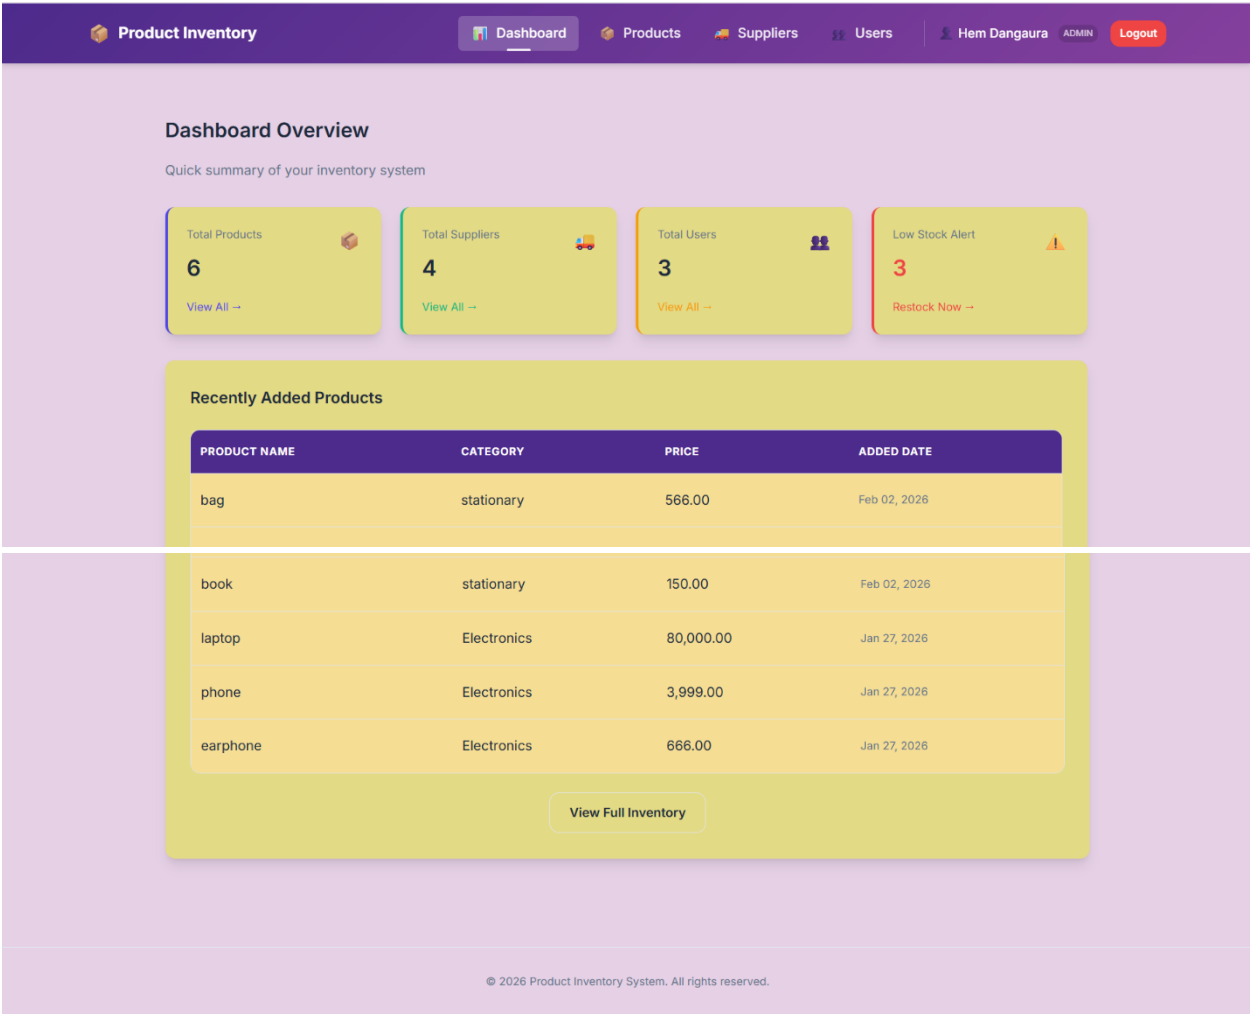 Product Inventory Dashboard Products Suppliers Users Hem Dangaura ADMIN Logout
Dashboard Overview
Quick summary of your inventory system
Total Products
6
View All →
Total Suppliers
4
View All →
Total Users
3
View All →
Low Stock Alert
3
Restock Now →
Recently Added Products
PRODUCT NAME CATEGORY PRICE ADDED DATE
bag stationary 566.00 Feb 02, 2026
book stationary 150.00 Feb 02, 2026
laptop Electronics 80,000.00 Jan 27, 2026
phone Electronics 3,999.00 Jan 27, 2026
earphone Electronics 666.00 Jan 27, 2026
View Full Inventory
© 2026 Product Inventory System. All rights reserved.